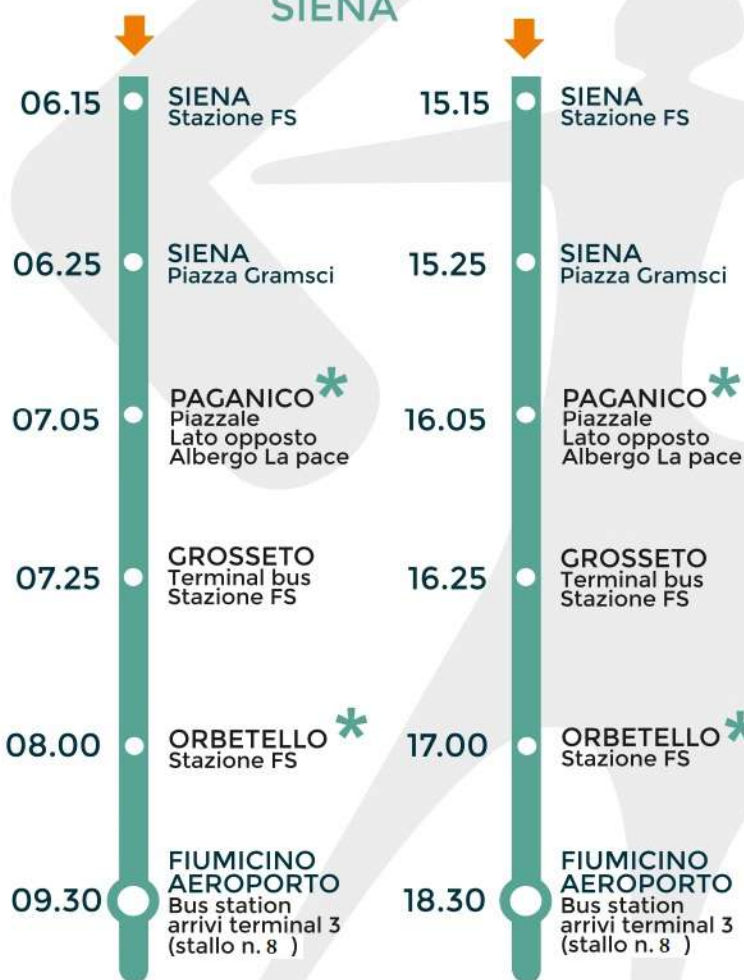 SIENA
06.15
SIENA
Stazione FS
06.25
SIENA
Piazza Gramsci
07.05
PAGANICO *
Piazzale
Lato opposto
Albergo La pace
07.25
GROSSETO
Terminal bus
Stazione FS
08.00
ORBETELLO *
Stazione FS
09.30
FIUMICINO
AEROPORTO
Bus station
arrivi terminal 3
(stallo n. 8 )
15.15
SIENA
Stazione FS
15.25
SIENA
Piazza Gramsci
16.05
PAGANICO *
Piazzale
Lato opposto
Albergo La pace
16.25
GROSSETO
Terminal bus
Stazione FS
17.00
ORBETELLO *
Stazione FS
18.30
FIUMICINO
AEROPORTO
Bus station
arrivi terminal 3
(stallo n. 8 )